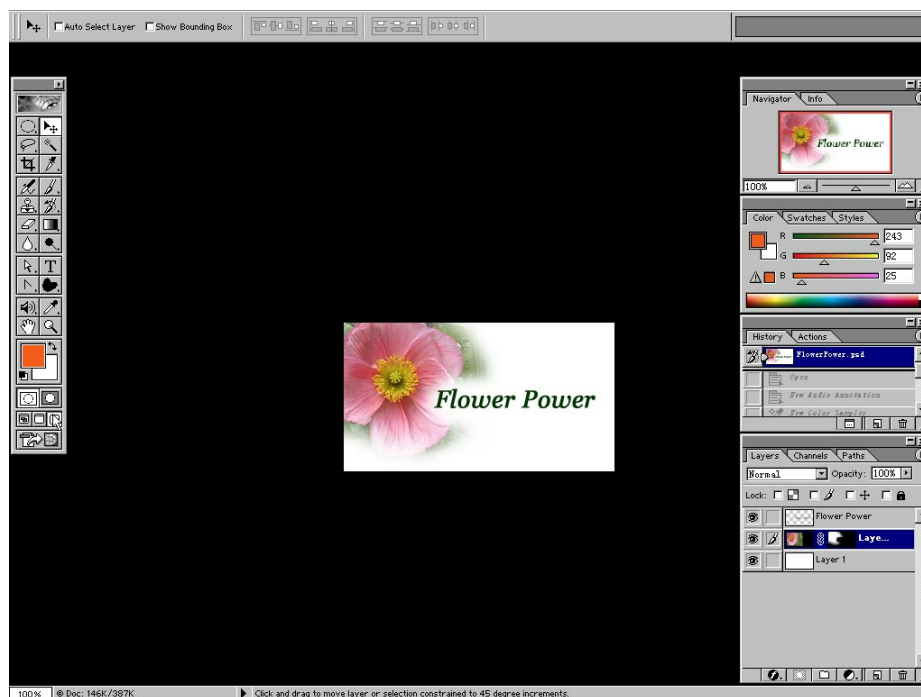 Auto Select Layer Show Bounding Box
Navigator Info
Flower Power
100%
Color Swatches Styles
R 243
G 92
B 25
History Actions
FlowerPower.psd
Open
New Audio Annotation
New Color Sampler
Flower Power
Layers Channels Paths
Normal Opacity: 100%
Lock:
Flower Power
Laye...
Layer 1
100% Doc: 146K/387K Click and drag to move layer or selection constrained to 45 degree increments.